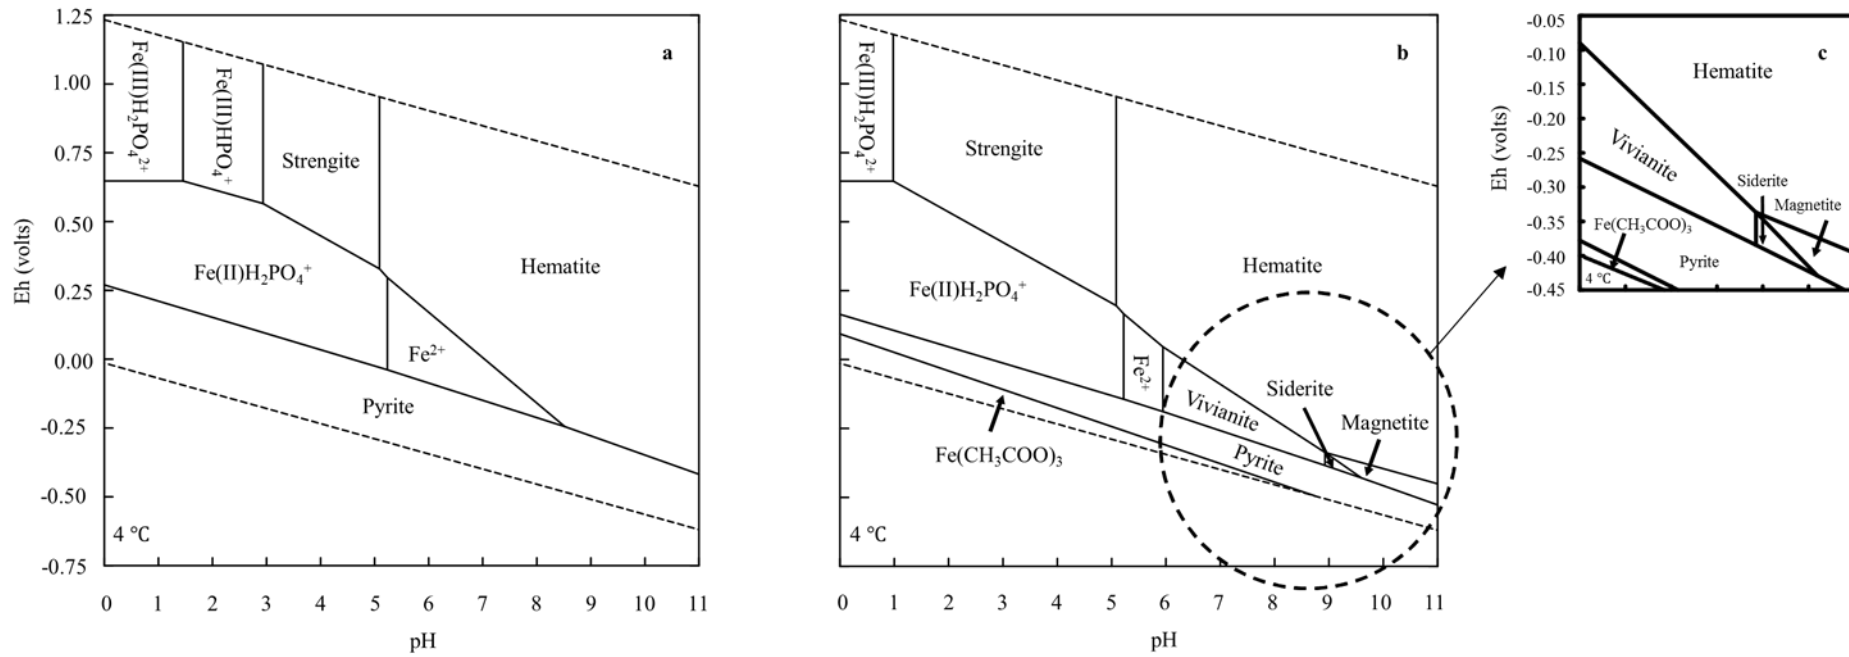 1.25
1.00
0.75
0.50
0.25
0.00
-0.25
-0.50
-0.75
Eh (volts)
a
Fe(III)H₂PO₄²⁺
Fe(III)HPO₄⁺
Strengite
Hematite
Fe(II)H₂PO₄⁺
Fe²⁺
Pyrite
4 °C
0 1 2 3 4 5 6 7 8 9 10 11
pH
b
Fe(III)H₂PO₄²⁺
Strengite
Hematite
Fe(II)H₂PO₄⁺
Fe²⁺
Vivianite
Siderite
Magnetite
Fe(CH₃COO)₃
Pyrite
4 °C
0 1 2 3 4 5 6 7 8 9 10 11
pH
-0.05
-0.10
-0.15
-0.20
-0.25
-0.30
-0.35
-0.40
-0.45
Eh (volts)
c
Hematite
Vivianite
Siderite
Magnetite
Fe(CH₃COO)₃
Pyrite
4 °C